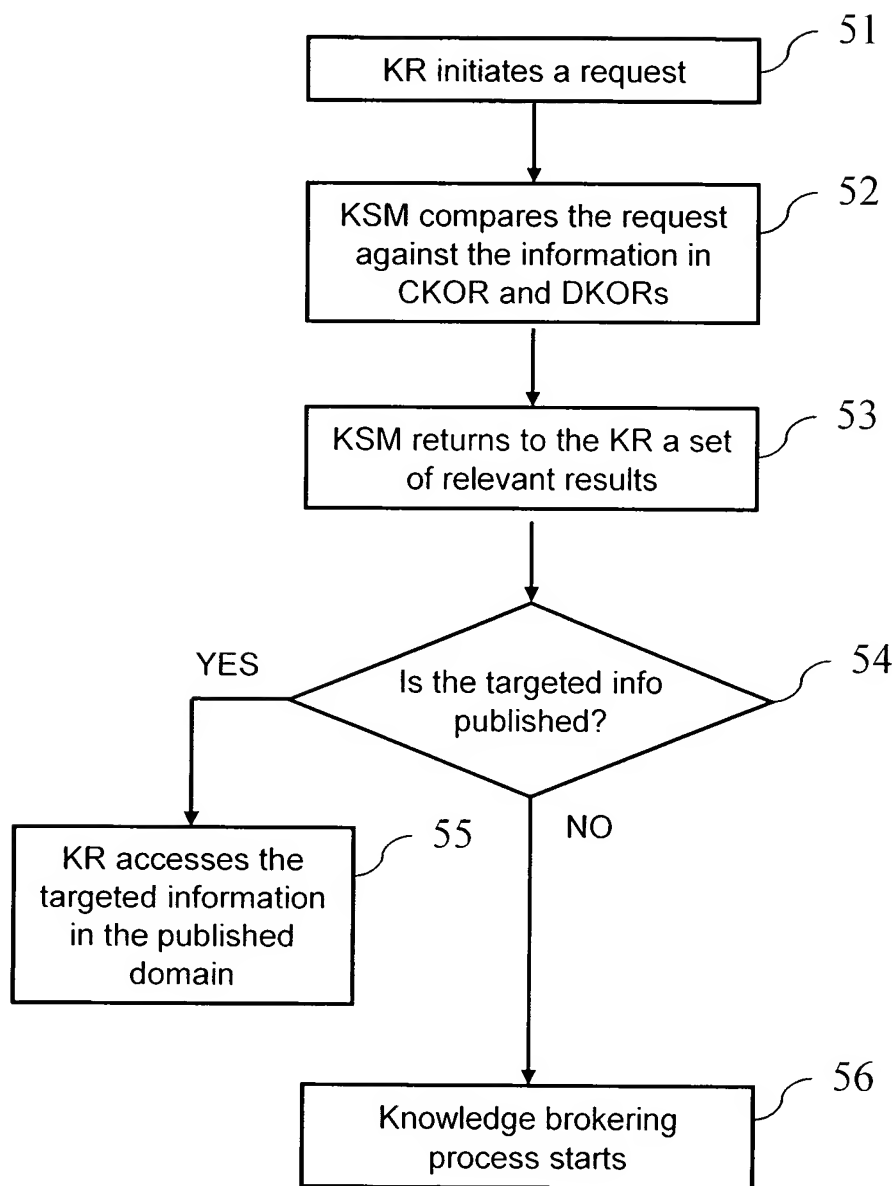 51
KR initiates a request
52
KSM compares the request
against the information in
CKOR and DKORs
53
KSM returns to the KR a set
of relevant results
54
YES
Is the targeted info
published?
NO
55
KR accesses the
targeted information
in the published
domain
56
Knowledge brokering
process starts